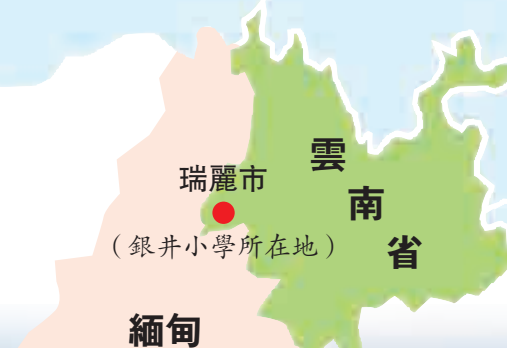 雲南省
瑞麗市
（銀井小學所在地）
緬甸